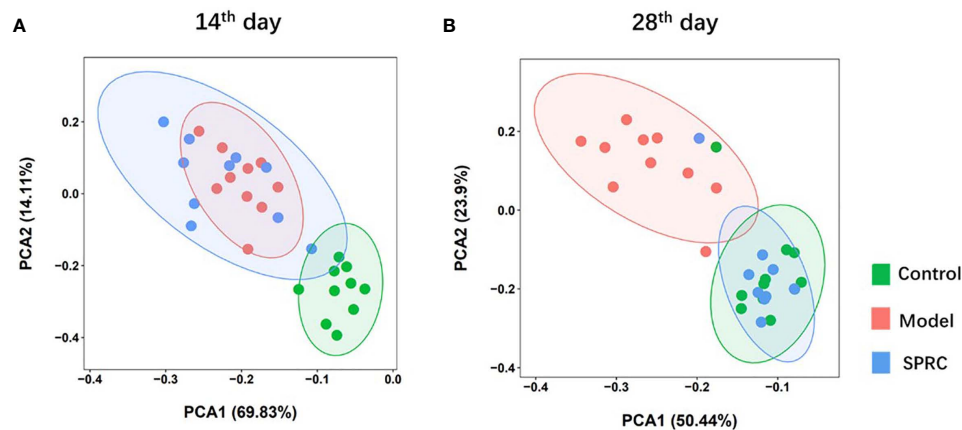 A
14th day
B
28th day
PCA2 (14.11%)
0.2
0.0
−0.2
−0.4
−0.4
−0.3
−0.2
−0.1
0.0
PCA1 (69.83%)
PCA2 (23.9%)
0.2
0.0
−0.2
−0.4
−0.4
−0.3
−0.2
−0.1
PCA1 (50.44%)
Control
Model
SPRC